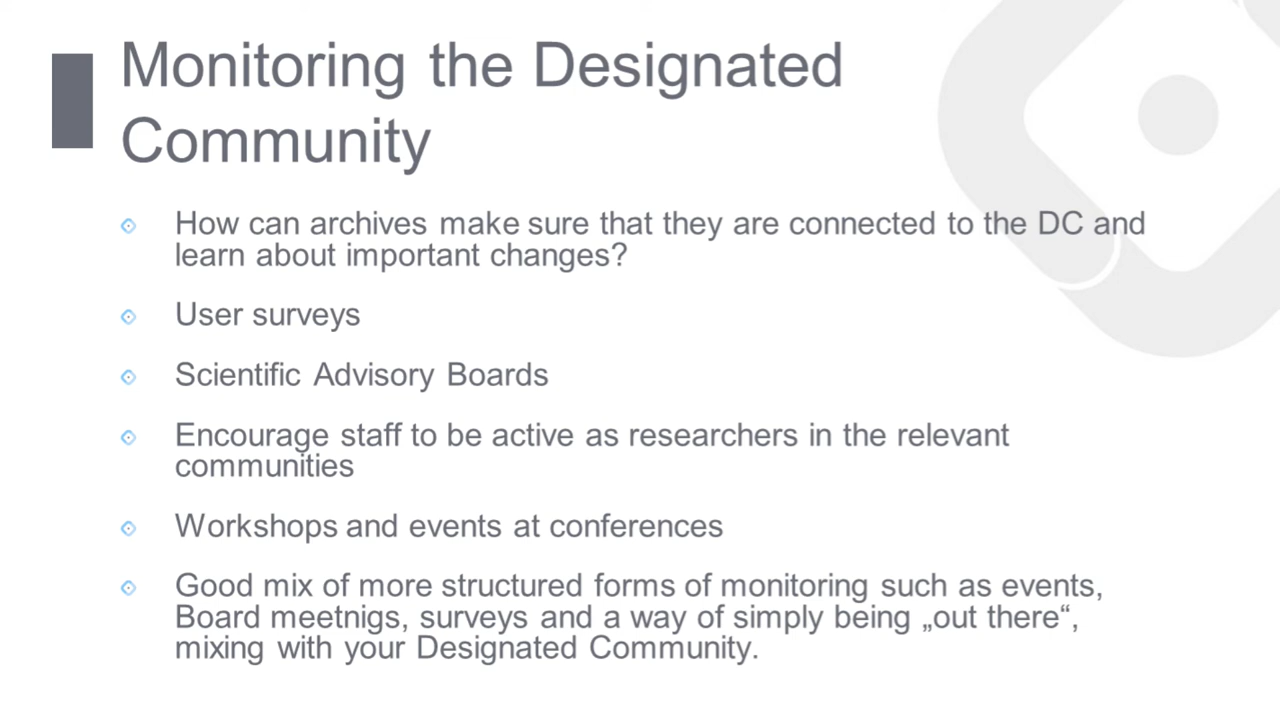 Monitoring the Designated
Community
How can archives make sure that they are connected to the DC and
learn about important changes?
User surveys
Scientific Advisory Boards
Encourage staff to be active as researchers in the relevant
communities
Workshops and events at conferences
Good mix of more structured forms of monitoring such as events,
Board meetnigs, surveys and a way of simply being „out there“,
mixing with your Designated Community.